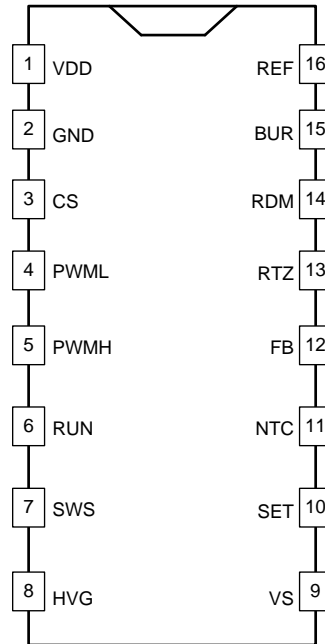 1 VDD REF 16
2 GND BUR 15
3 CS RDM 14
4 PWML RTZ 13
5 PWMH FB 12
6 RUN NTC 11
7 SWS SET 10
8 HVG VS 9